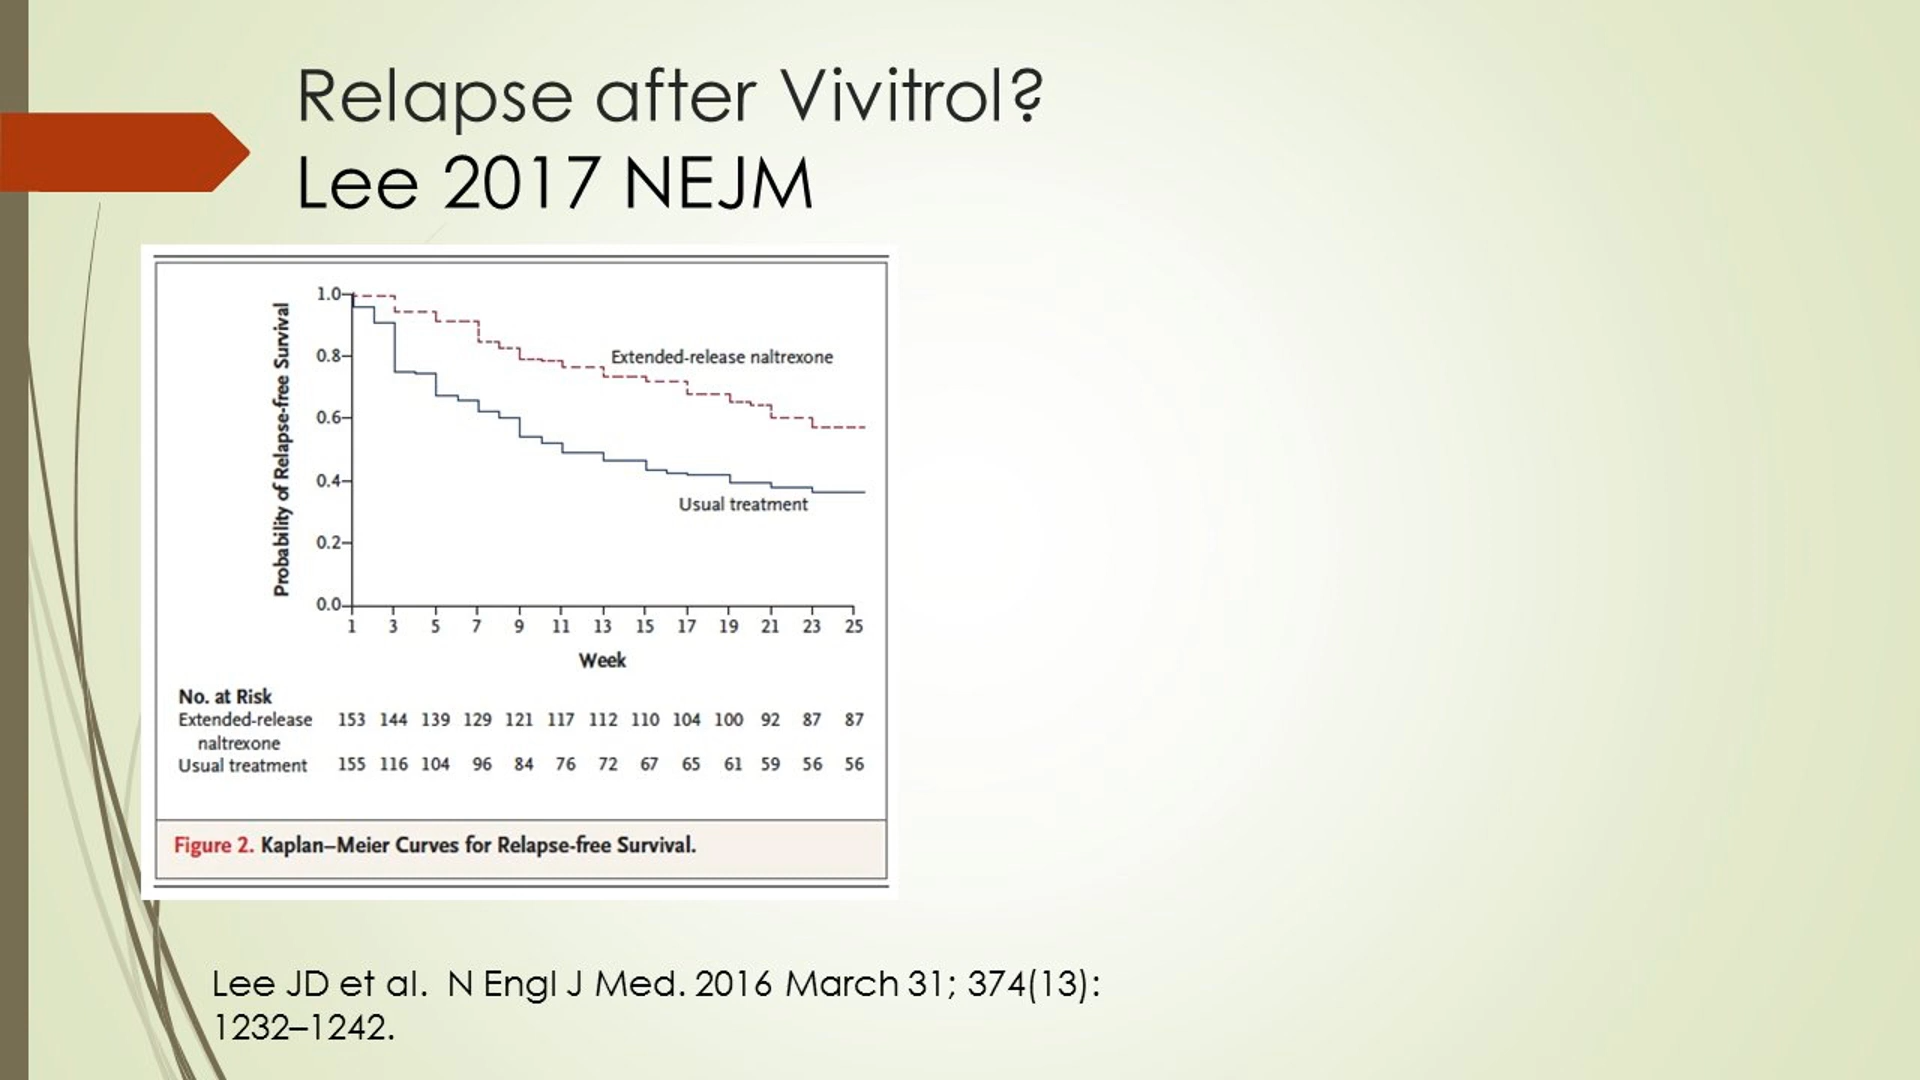 Relapse after Vivitrol?
Lee 2017 NEJM
Probability of Relapse-free Survival
1.0
0.8
0.6
0.4
0.2
0.0
Extended-release naltrexone
Usual treatment
1 3 5 7 9 11 13 15 17 19 21 23 25
Week
No. at Risk
Extended-release
naltrexone
153 144 139 129 121 117 112 110 104 100 92 87 87
Usual treatment 155 116 104 96 84 76 72 67 65 61 59 56 56
Figure 2. Kaplan–Meier Curves for Relapse-free Survival.
Lee JD et al. N Engl J Med. 2016 March 31; 374(13):
1232–1242.